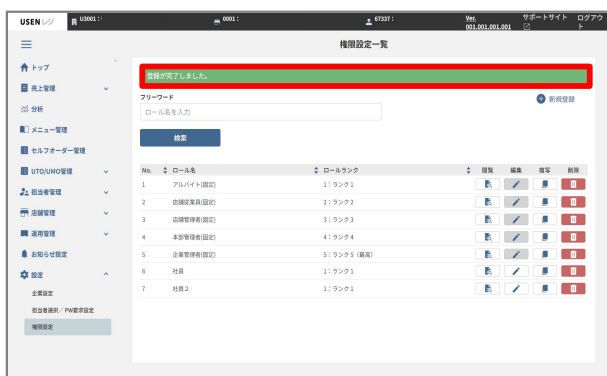 USEN レジ U3001 : 0001 : 67337 : Ver. 001.001.001.001 サポートサイト ログアウト
権限設定一覧
トップ
売上管理
分析
メニュー管理
セルフオーダー管理
UTO/UMO管理
担当者管理
店舗管理
運用管理
お知らせ設定
設定
企業設定
担当者選択／PW要求設定
権限設定
登録が完了しました。
フリーワード
新規登録
ロール名を入力
検索
No. ロール名 ロールランク 閲覧 編集 複写 削除
1 アルバイト(固定) 1：ランク1
2 店舗従業員(固定) 2：ランク2
3 店舗管理者(固定) 3：ランク3
4 本部管理者(固定) 4：ランク4
5 企業管理者(固定) 5：ランク5（最高）
6 社員 1：ランク1
7 社員2 1：ランク1